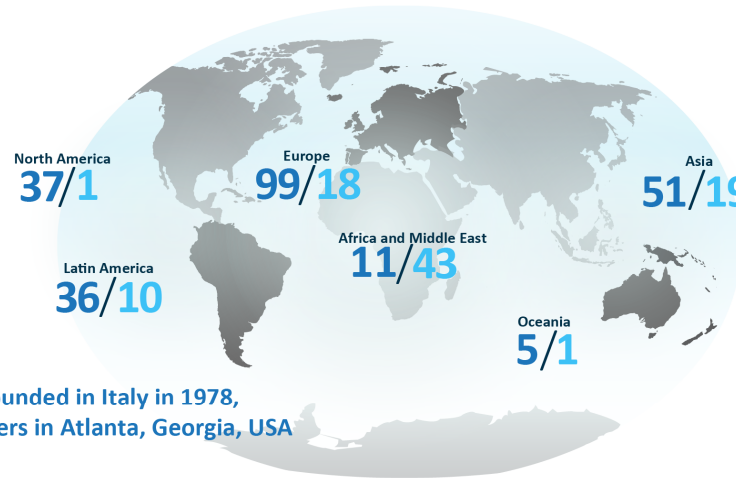 North America
37/1
Europe
99/18
Asia
51/19
Africa and Middle East
11/43
Latin America
36/10
Oceania
5/1
in Italy in 1978,
in Atlanta, Georgia, USA